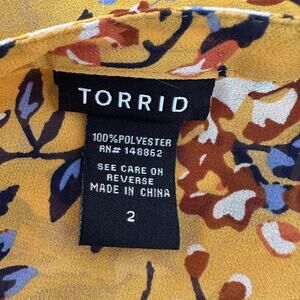 TORRID
100%POLYESTER
RN# 148862
SEE CARE ON
REVERSE
MADE IN CHINA
2